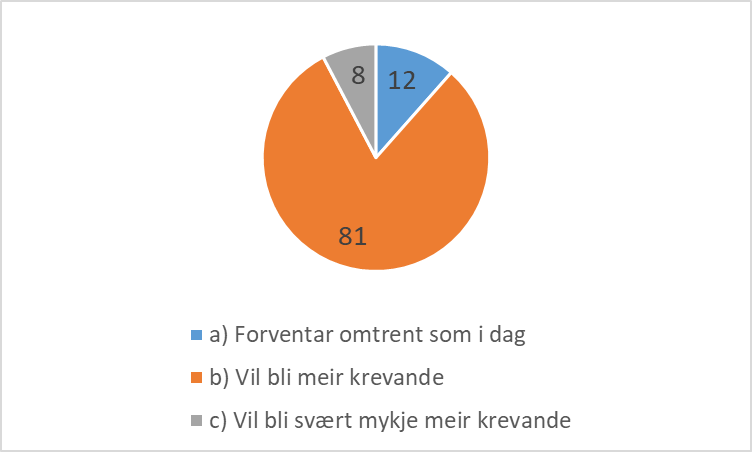 8
12
81
a) Forventar omtrent som i dag
b) Vil bli meir krevande
c) Vil bli svært mykje meir krevande